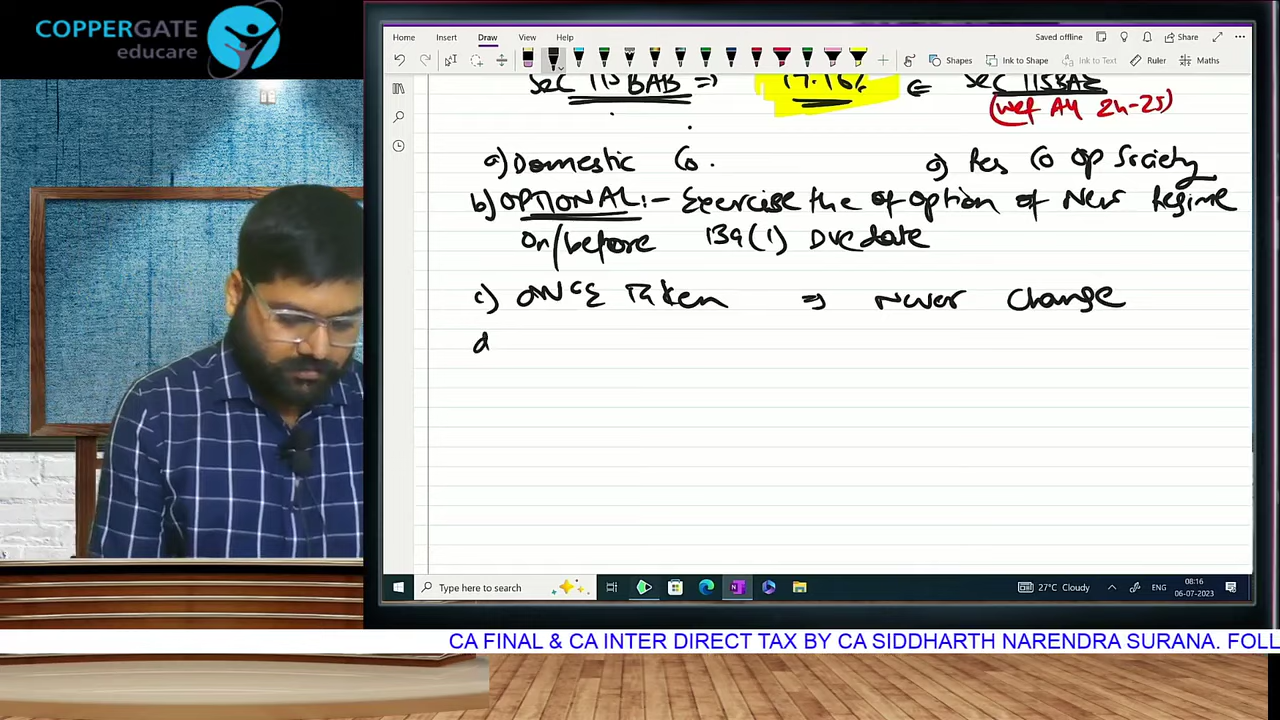 COPPERGATE
educare
Home Insert Draw View Help
Saved offline
Share
Shapes
Ink to Shape
Ink to Text
Ruler
Maths
Sec 115BAB => 17.16% <= Sec 115BAE
(wef AY 24-25)
a) Domestic Co.
a) Res Co Op Society
b) OPTIONAL:- Exercise the of option of New Regime
On/before 139(1) Due date
c) ONCE Taken => Never change
d
Type here to search
27°C Cloudy
ENG
08:16
06-07-2023
CA FINAL & CA INTER DIRECT TAX BY CA SIDDHARTH NARENDRA SURANA. FOLL